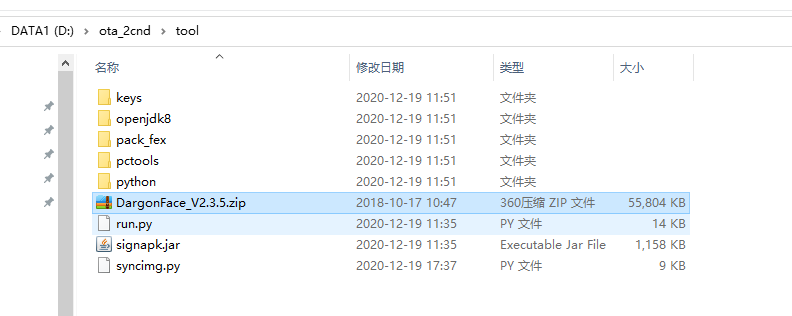 DATA1 (D:) › ota_2cnd › tool
名称 修改日期 类型 大小
keys 2020-12-19 11:51 文件夹
openjdk8 2020-12-19 11:51 文件夹
pack_fex 2020-12-19 11:51 文件夹
pctools 2020-12-19 11:51 文件夹
python 2020-12-19 11:51 文件夹
DargonFace_V2.3.5.zip 2018-10-17 10:47 360压缩 ZIP 文件 55,804 KB
run.py 2020-12-19 11:35 PY 文件 14 KB
signapk.jar 2020-12-19 11:35 Executable Jar File 1,158 KB
syncimg.py 2020-12-19 17:37 PY 文件 9 KB